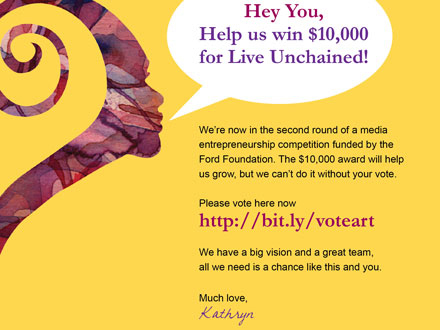 Hey You,
Help us win $10,000
for Live Unchained!
We're now in the second round of a media
entrepreneurship competition funded by the
Ford Foundation. The $10,000 award will help
us grow, but we can't do it without your vote.
Please vote here now
http://bit.ly/voteart
We have a big vision and a great team,
all we need is a chance like this and you.
Much love,
Kathryn